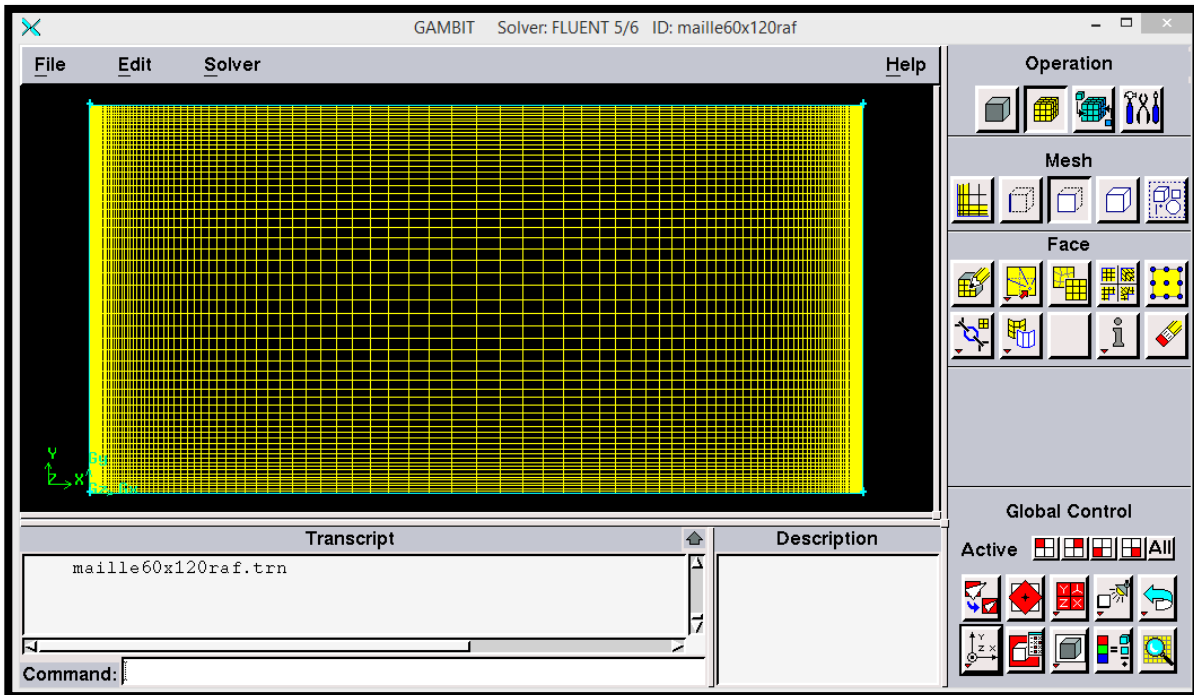 GAMBIT Solver: FLUENT 5/6 ID: maille60x120raf
File Edit Solver Help
Operation
Mesh
Face
Y
Z X
Gy
Transcript
maille60x120raf.trn
Description
Command:
Global Control
Active All